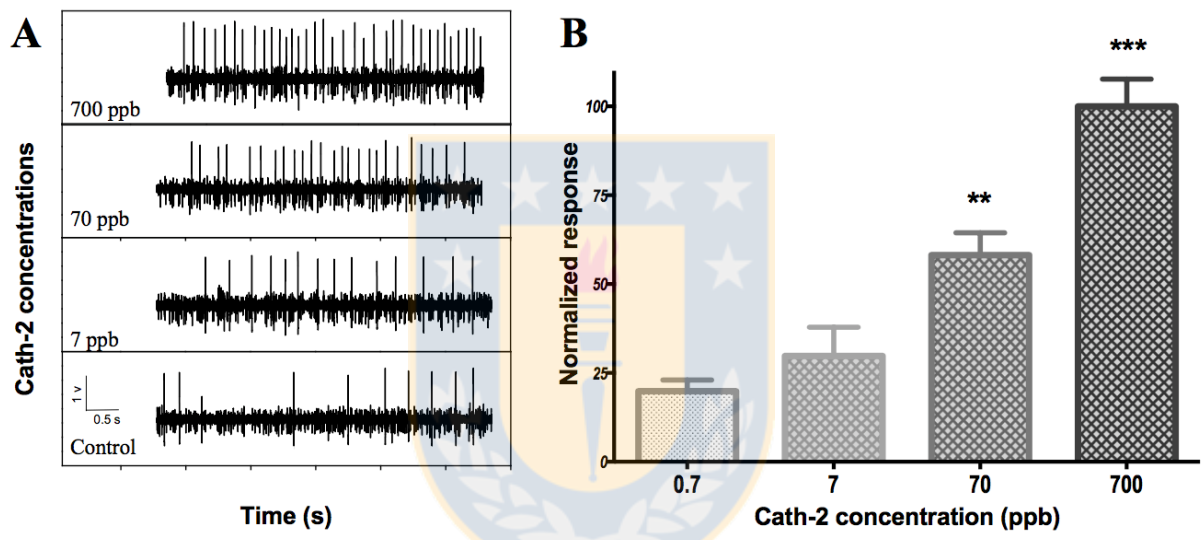 A
Cath-2 concentrations
700 ppb
70 ppb
7 ppb
1 v
0.5 s
Control
Time (s)
B
Normalized response
100
75
50
25
0
**
***
0.7
7
70
700
Cath-2 concentration (ppb)